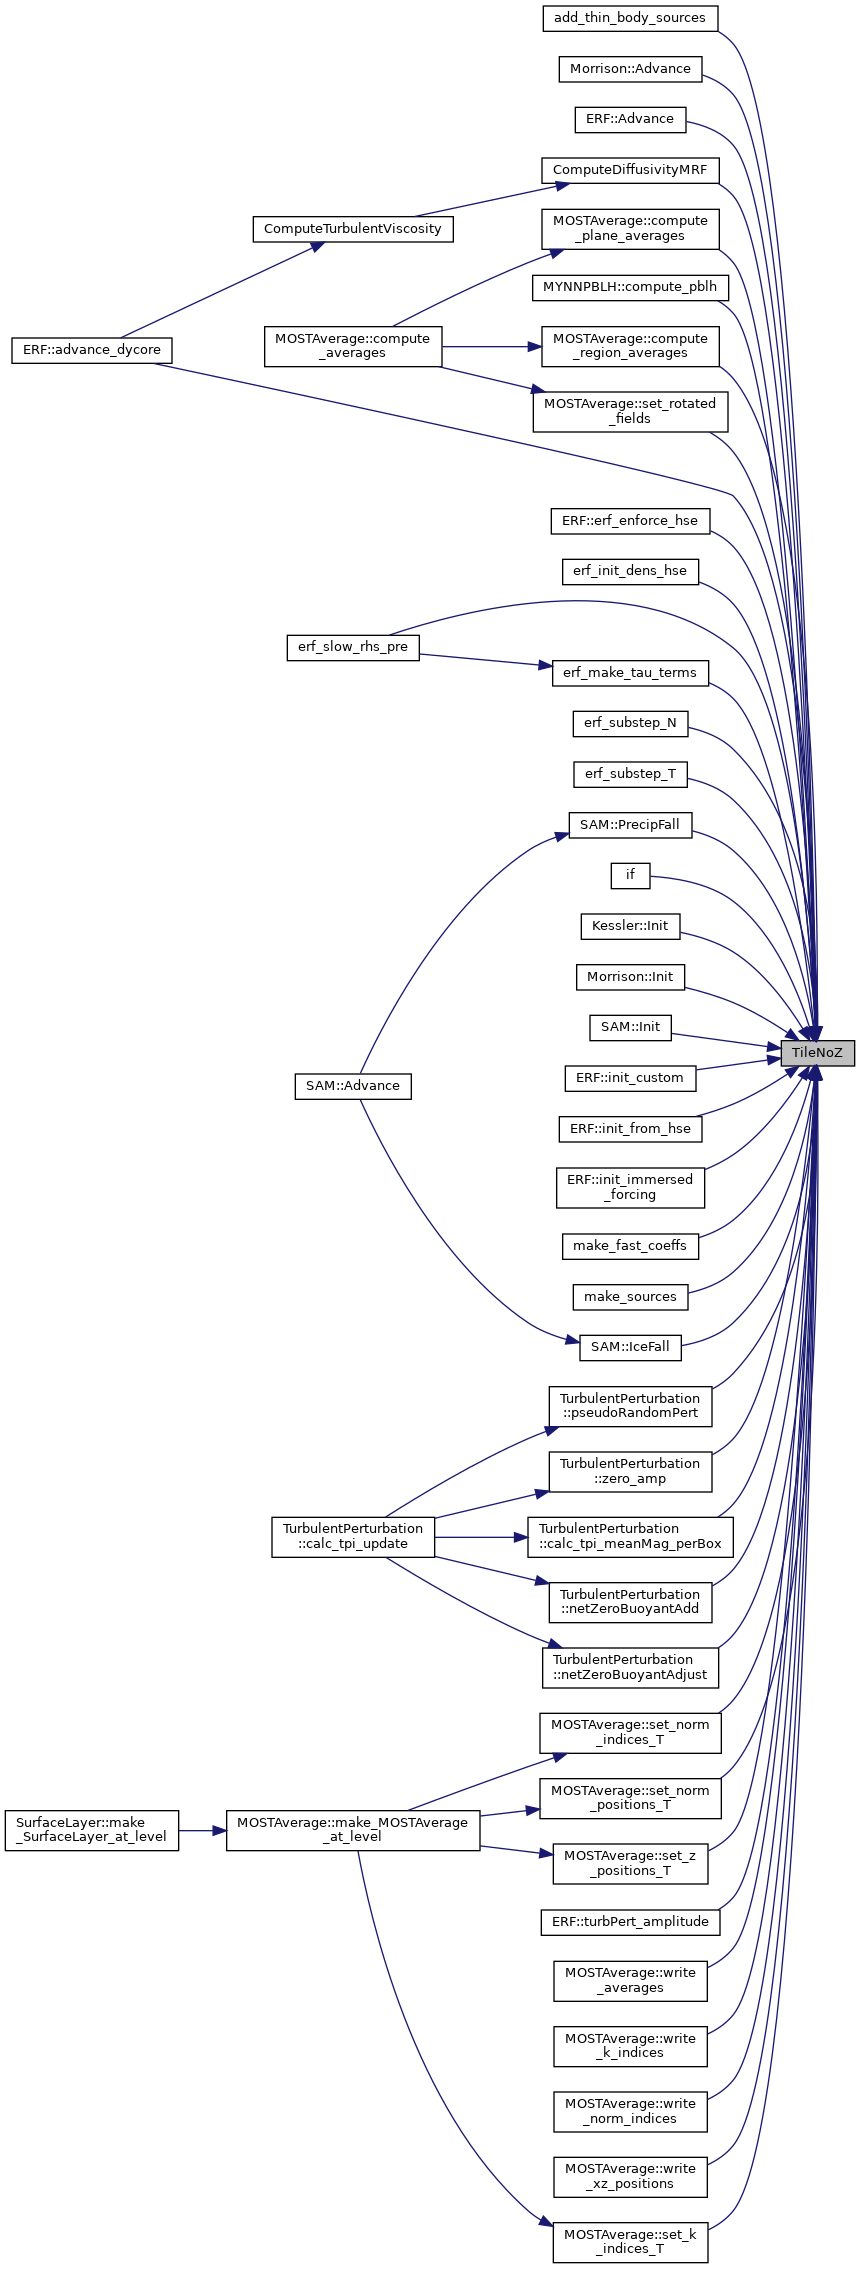 add_thin_body_sources
Morrison::Advance
ERF::Advance
ComputeDiffusivityMRF
ComputeTurbulentViscosity
MOSTAverage::compute
_plane_averages
MYNNPBLH::compute_pblh
ERF::advance_dycore
MOSTAverage::compute
_averages
MOSTAverage::compute
_region_averages
MOSTAverage::set_rotated
_fields
ERF::erf_enforce_hse
erf_init_dens_hse
erf_slow_rhs_pre
erf_make_tau_terms
erf_substep_N
erf_substep_T
SAM::PrecipFall
if
Kessler::Init
Morrison::Init
SAM::Init
TileNoZ
ERF::init_custom
SAM::Advance
ERF::init_from_hse
ERF::init_immersed
_forcing
make_fast_coeffs
make_sources
SAM::IceFall
TurbulentPerturbation
::pseudoRandomPert
TurbulentPerturbation
::zero_amp
TurbulentPerturbation
::calc_tpi_update
TurbulentPerturbation
::calc_tpi_meanMag_perBox
TurbulentPerturbation
::netZeroBuoyantAdd
TurbulentPerturbation
::netZeroBuoyantAdjust
MOSTAverage::set_norm
_indices_T
MOSTAverage::set_norm
_positions_T
SurfaceLayer::make
_SurfaceLayer_at_level
MOSTAverage::make_MOSTAverage
_at_level
MOSTAverage::set_z
_positions_T
ERF::turbPert_amplitude
MOSTAverage::write
_averages
MOSTAverage::write
_k_indices
MOSTAverage::write
_norm_indices
MOSTAverage::write
_xz_positions
MOSTAverage::set_k
_indices_T